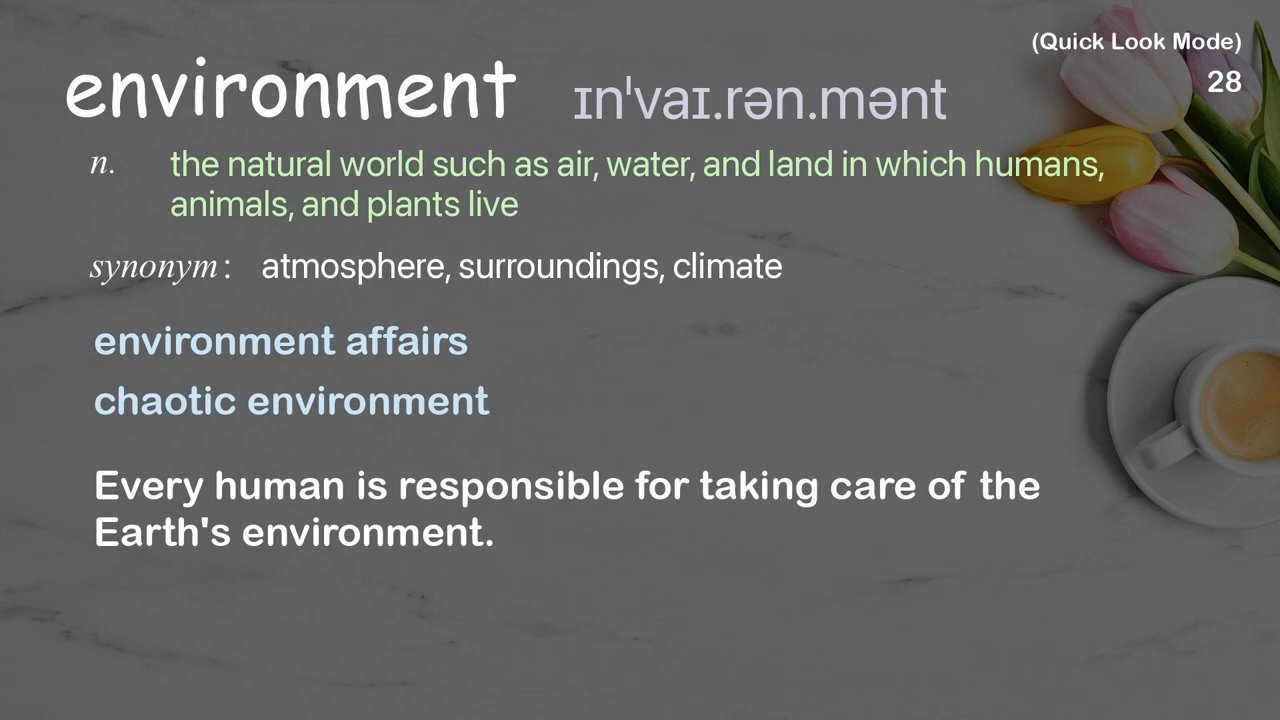 (Quick Look Mode)
28
environment ɪnˈvaɪ.rən.mənt
n. the natural world such as air, water, and land in which humans,
animals, and plants live
synonym: atmosphere, surroundings, climate
environment affairs
chaotic environment
Every human is responsible for taking care of the
Earth's environment.